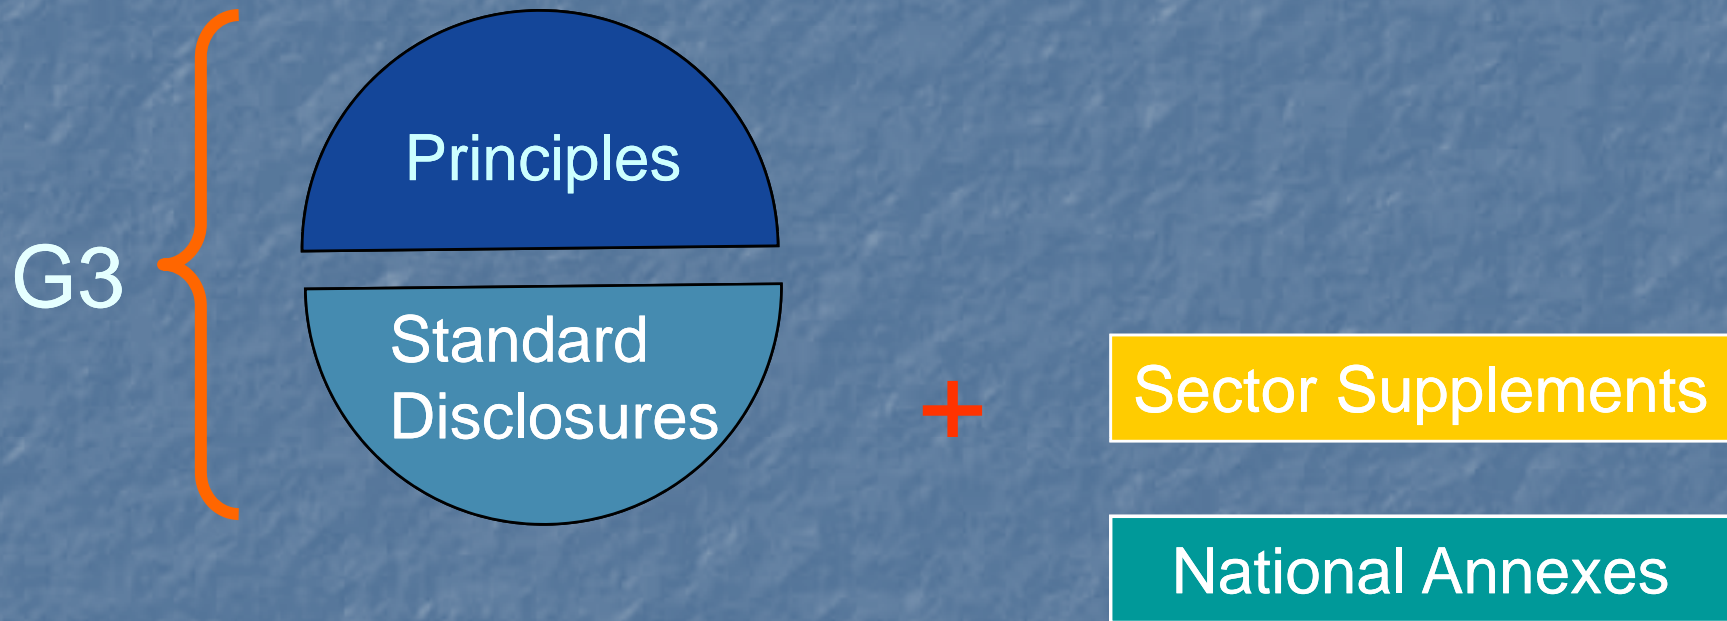 G3
Principles
Standard
Disclosures
+
Sector Supplements
National Annexes